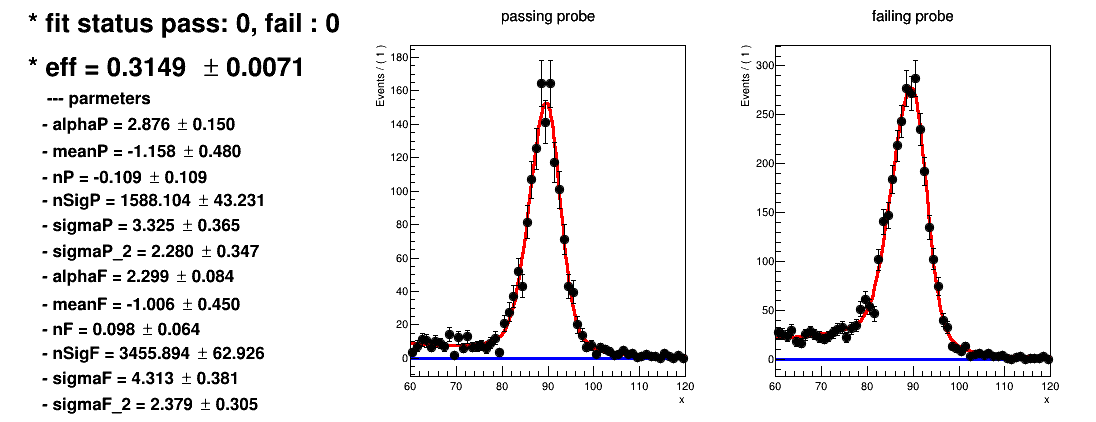 * fit status pass: 0, fail : 0
* eff = 0.3149 ± 0.0071
--- parmeters
- alphaP = 2.876 ± 0.150
- meanP = -1.158 ± 0.480
- nP = -0.109 ± 0.109
- nSigP = 1588.104 ± 43.231
- sigmaP = 3.325 ± 0.365
- sigmaP_2 = 2.280 ± 0.347
- alphaF = 2.299 ± 0.084
- meanF = -1.006 ± 0.450
- nF = 0.098 ± 0.064
- nSigF = 3455.894 ± 62.926
- sigmaF = 4.313 ± 0.381
- sigmaF_2 = 2.379 ± 0.305
passing probe
Events / ( 1 )
180
160
140
120
100
80
60
40
20
0
60 70 80 90 100 110 120
x
failing probe
Events / ( 1 )
300
250
200
150
100
50
0
60 70 80 90 100 110 120
x